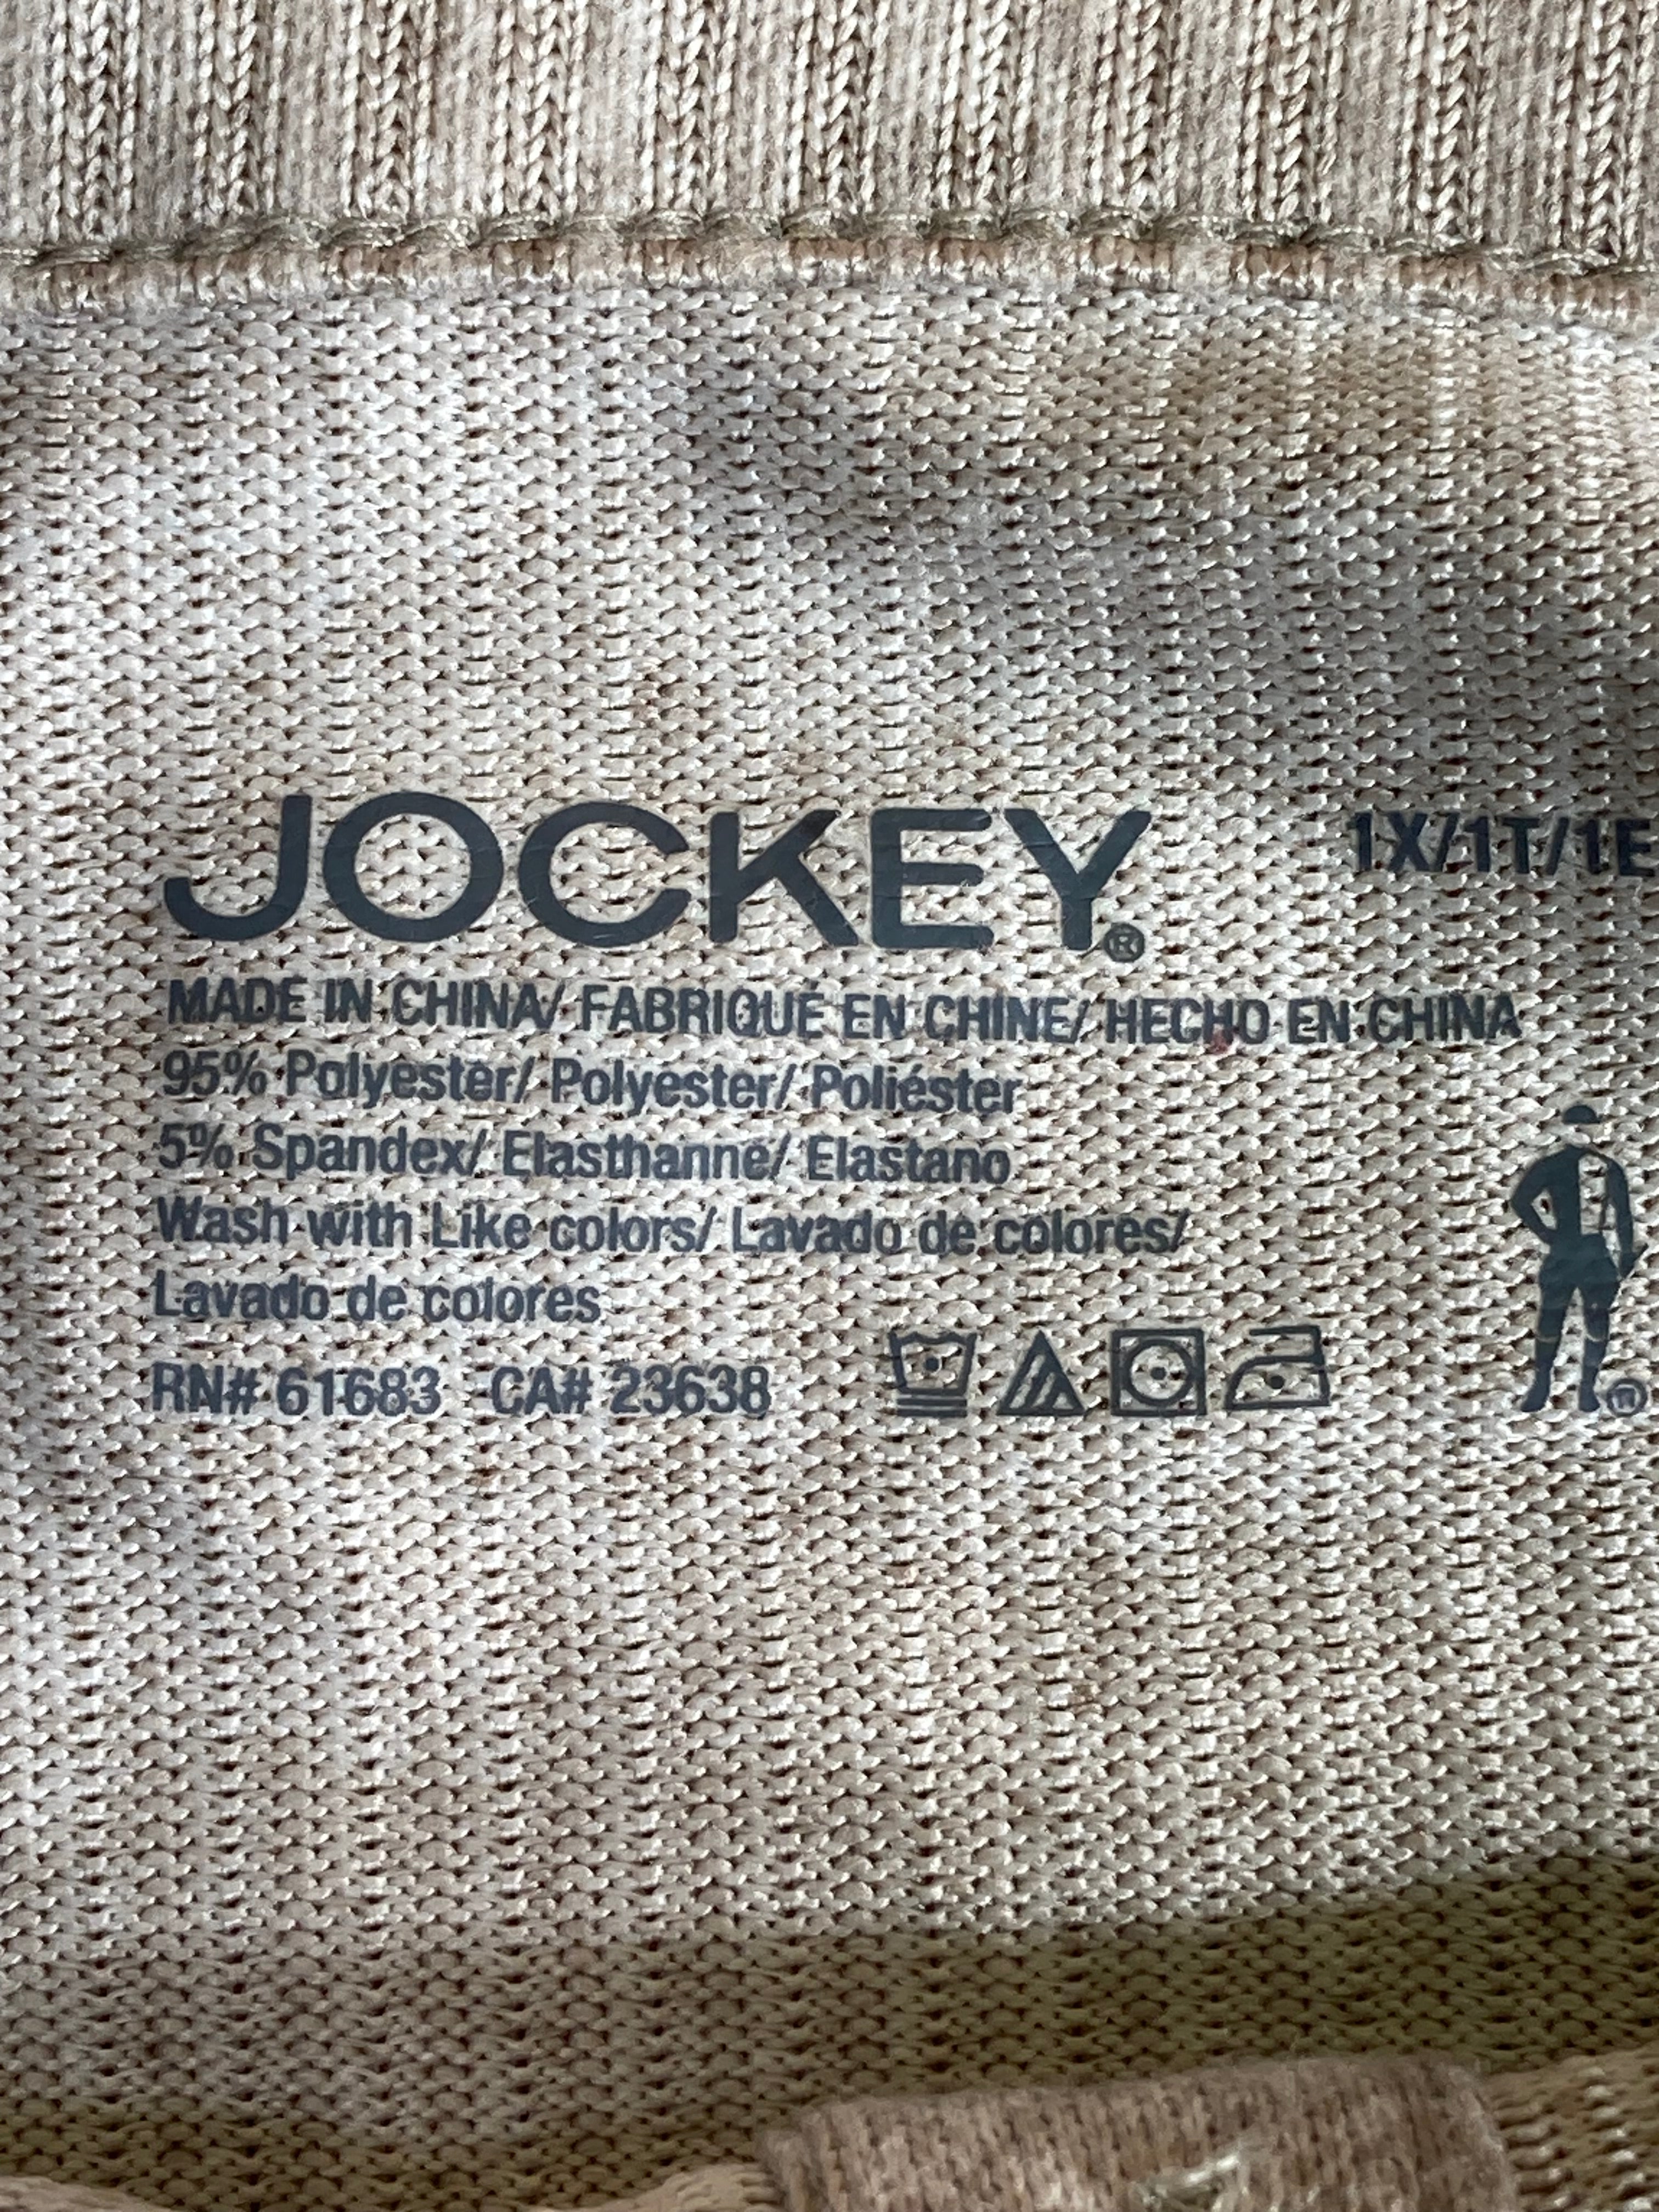 JOCKEY® 1X/1T/1E
MADE IN CHINA/ FABRIQUÉ EN CHINE/ HECHO EN CHINA
95% Polyester/ Polyester/ Poliéster
5% Spandex/ Elasthanne/ Elastano
Wash with Like colors/ Lavado de colores/
Lavado de colores
RN# 61683 CA# 23638